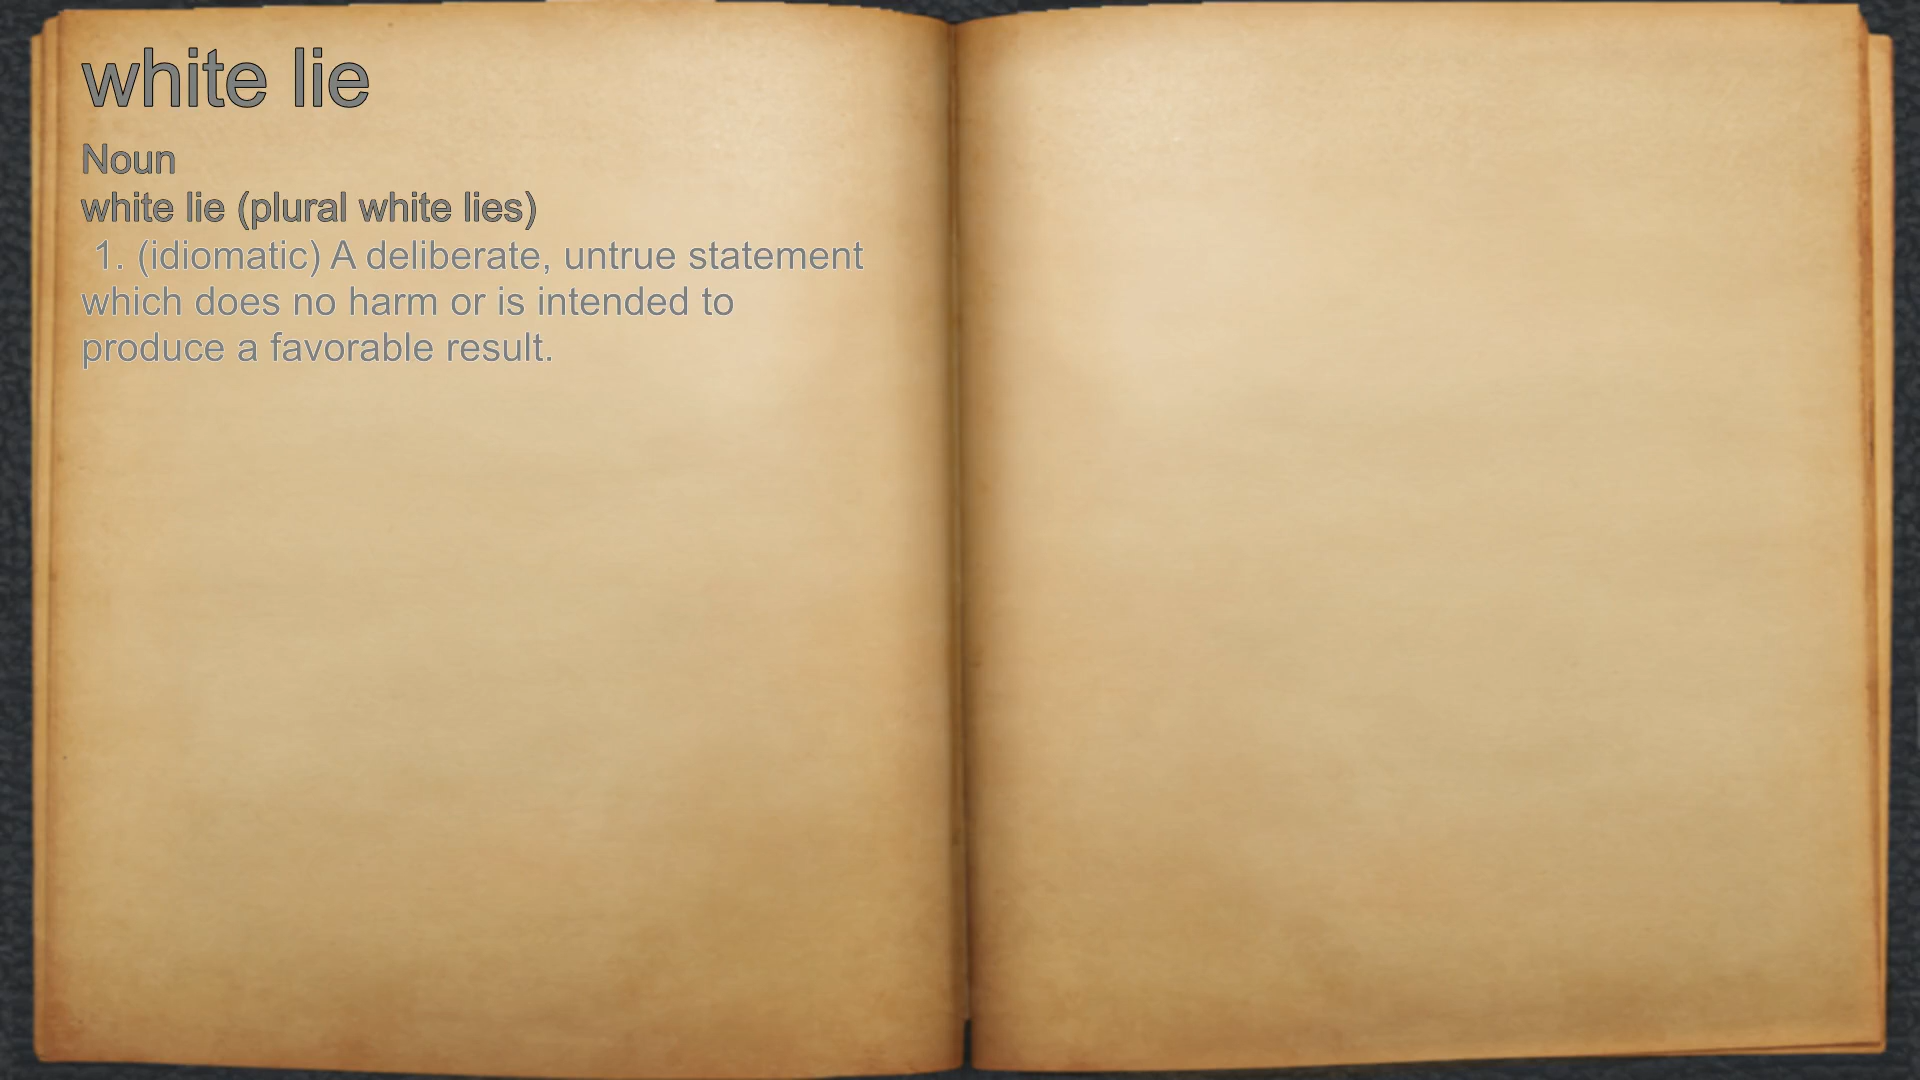 white lie
Noun
white lie (plural white lies)
1. (idiomatic) A deliberate, untrue statement
which does no harm or is intended to
produce a favorable result.